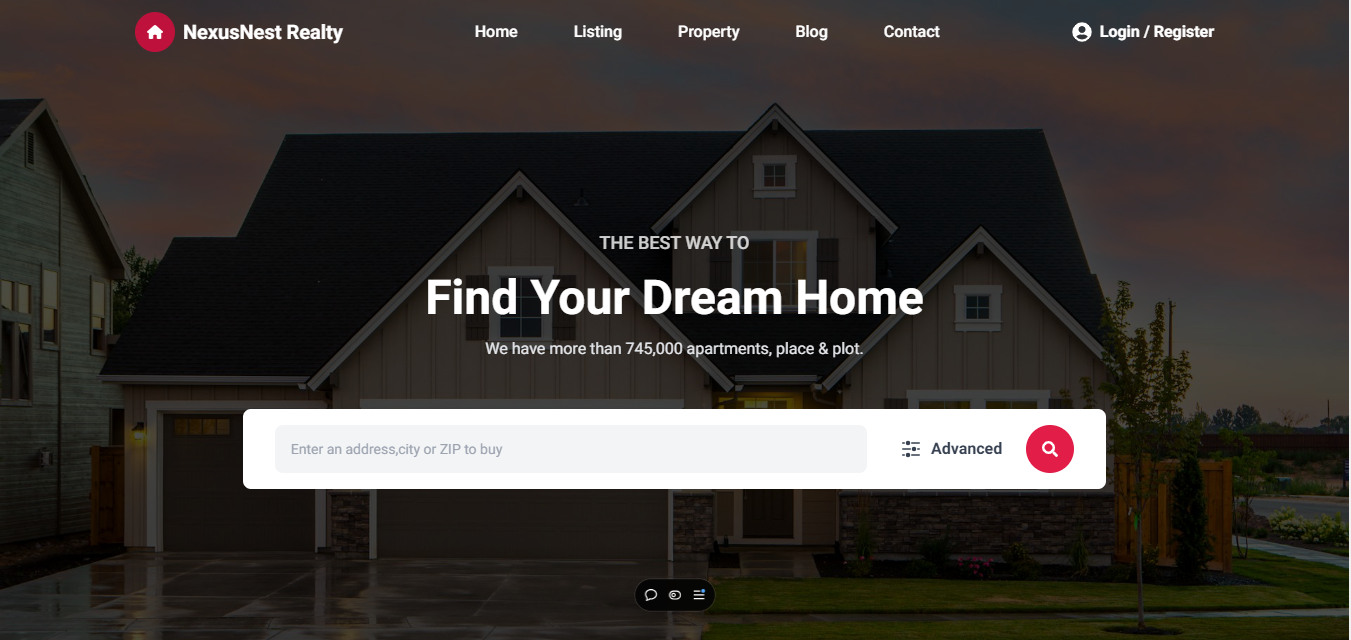 NexusNest Realty
Home
Listing
Property
Blog
Contact
Login / Register
THE BEST WAY TO
Find Your Dream Home
We have more than 745,000 apartments, place & plot.
Enter an address,city or ZIP to buy
Advanced